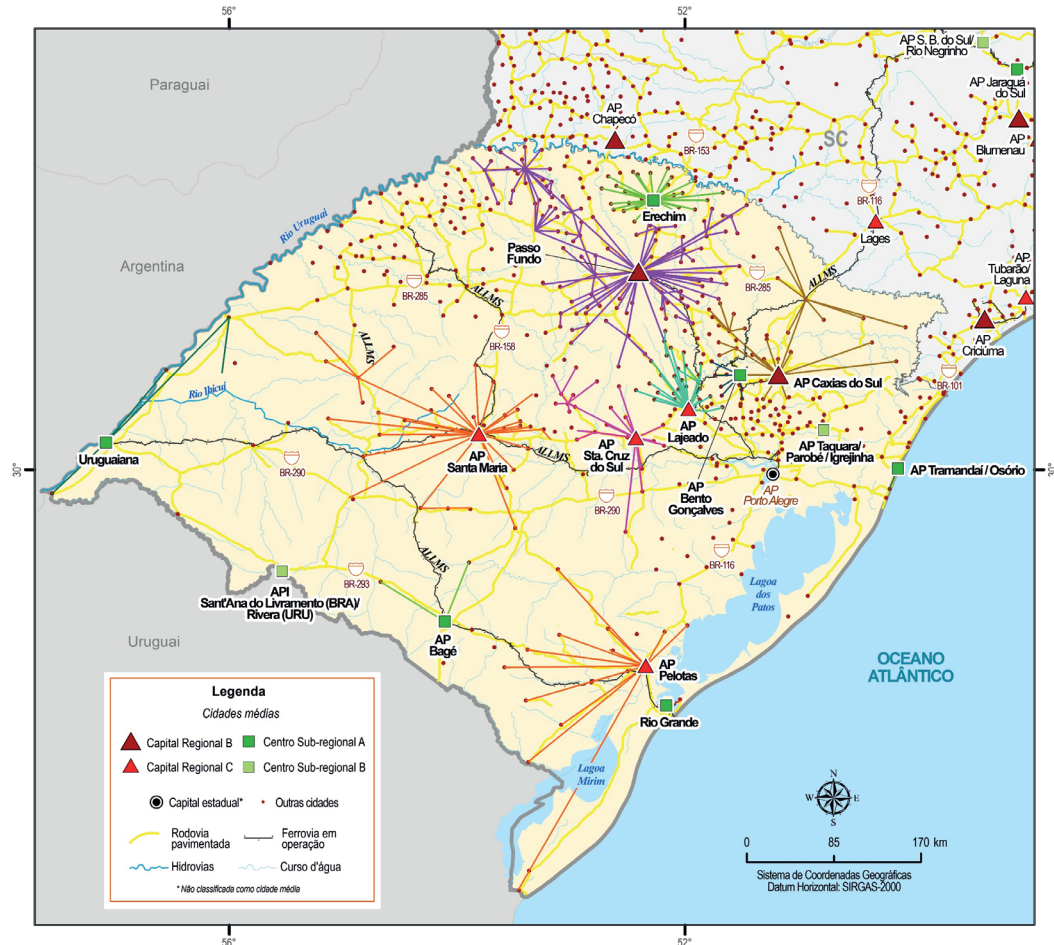 56°
52°
Paraguai
AP S. B. do Sul/
Rio Negrinho
AP Jaraguá
do Sul
AP
Chapecó
SC
BR-153
AP
Blumenau
BR-116
Rio Uruguai
Erechim
Lages
Passo
Fundo
Argentina
AP
Tubarão/
Laguna
BR-285
ALLMS
BR-285
ALLMS
BR-158
AP
Criciúma
ALLMS
BR-101
Rio Ibicuí
AP Caxias do Sul
AP
Lajeado
AP Taquara/
Parobé / Igrejinha
Uruguaiana
AP
Santa Maria
ALLMS
AP
Sta. Cruz
do Sul
30°
BR-290
AP Tramandaí / Osório
30°
AP
Bento
Gonçalves
AP
Porto Alegre
BR-290
ALLMS
BR-116
BR-293
API
Sant'Ana do Livramento (BRA)/
Rivera (URU)
Lagoa
dos
Patos
Uruguai
AP
Bagé
AP
Pelotas
OCEANO
ATLÂNTICO
Rio Grande
Lagoa
Mirim
Legenda
Cidades médias
Capital Regional B
Centro Sub-regional A
Capital Regional C
Centro Sub-regional B
Capital estadual*
Outras cidades
Rodovia
pavimentada
Ferrovia em
operação
Hidrovias
Curso d'água
* Não classificada como cidade média
N
W
E
S
0 85 170 km
Sistema de Coordenadas Geográficas
Datum Horizontal: SIRGAS-2000
56°
52°